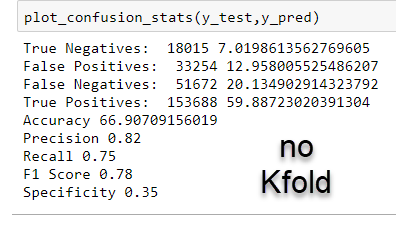 plot_confusion_stats(y_test,y_pred)
True Negatives:  18015 7.0198613562769605
False Positives:  33254 12.958005525486207
False Negatives:  51672 20.134902914323792
True Positives:  153688 59.88723020391304
Accuracy 66.90709156019
Precision 0.82
Recall 0.75
F1 Score 0.78
Specificity 0.35
no
Kfold